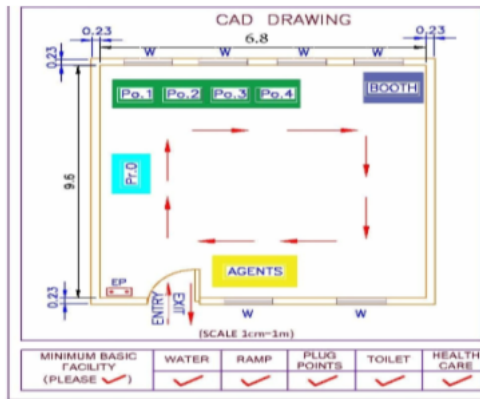 CAD DRAWING
0.23 6.8 0.23
W W W W
0.23
Po.1 Po.2 Po.3 Po.4 BOOTH
9.6
Pr.0
AGENTS
EP
0.23
ENTRY EXIT
W W
(SCALE 1cm=1m)
MINIMUM BASIC FACILITY (PLEASE ✓) WATER RAMP PLUG POINTS TOILET HEALTH CARE
✓ ✓ ✓ ✓ ✓